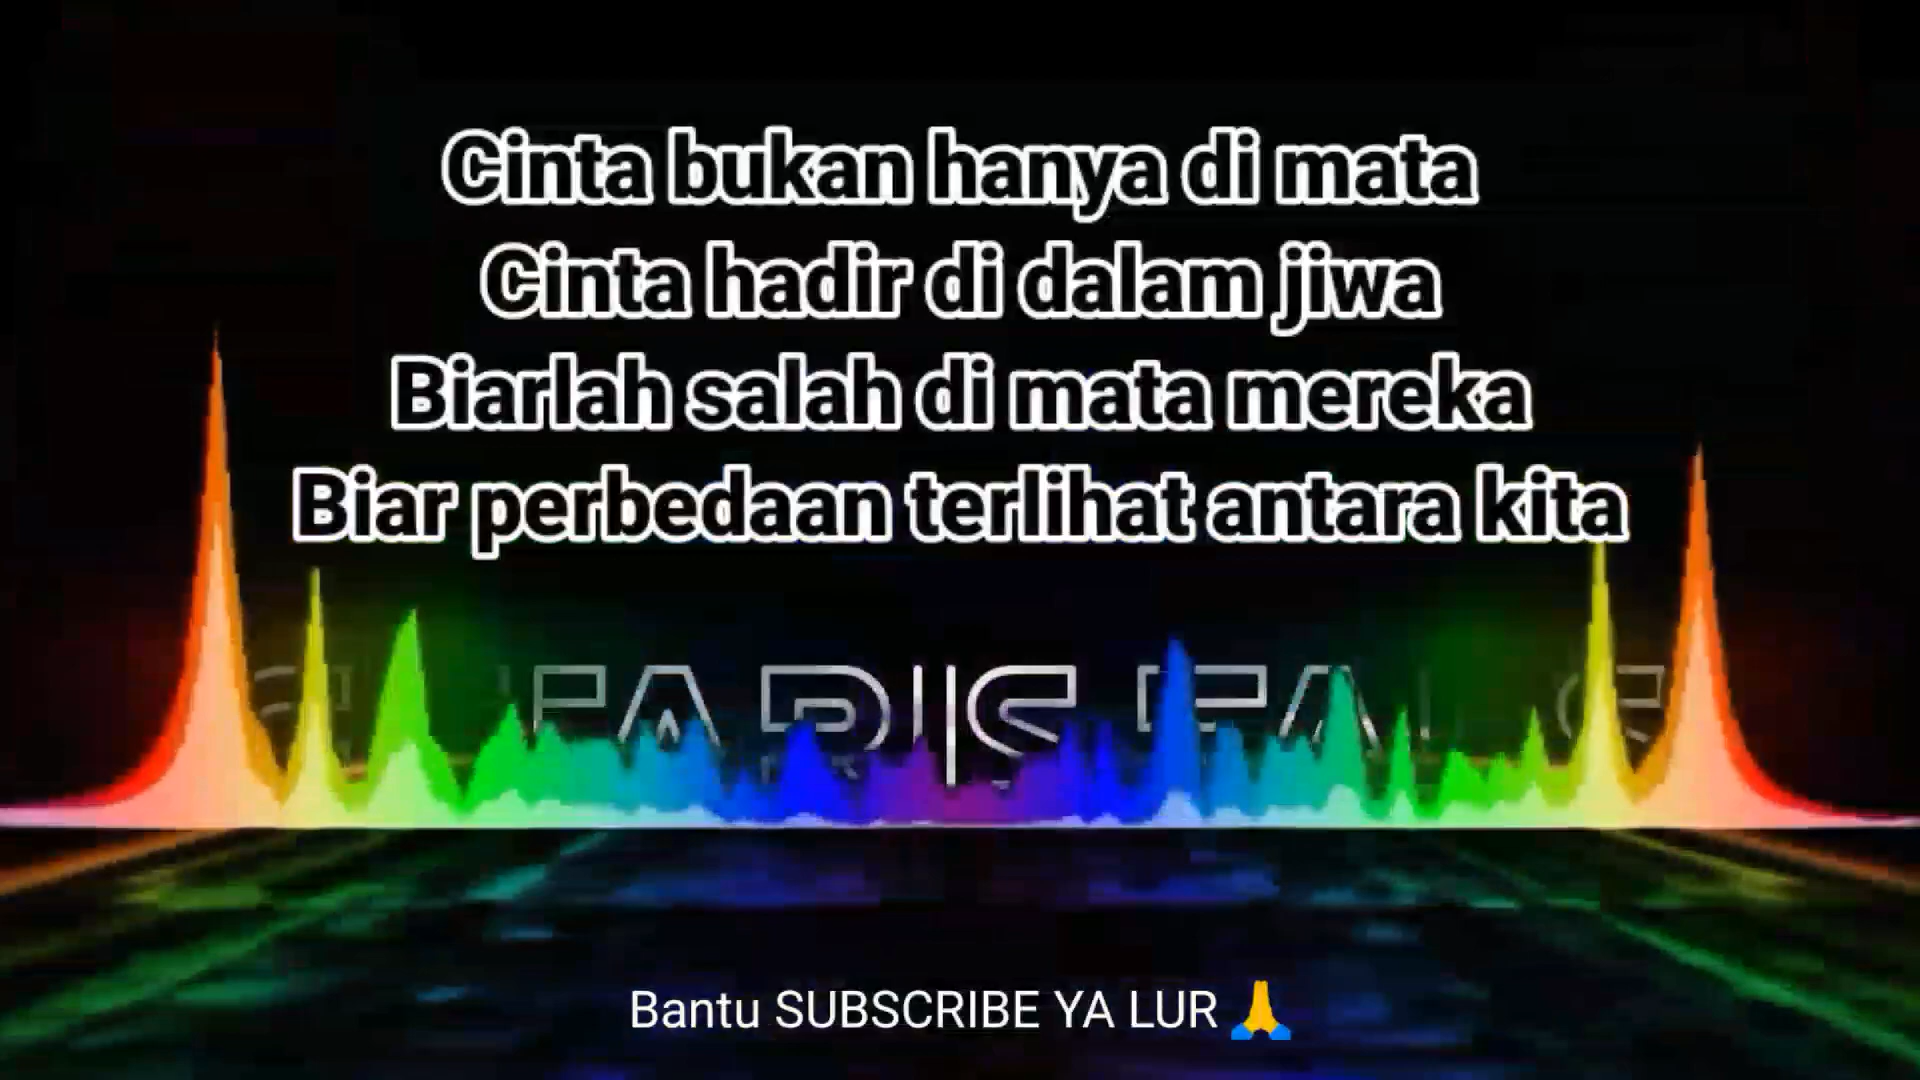 Cinta bukan hanya di mata
Cinta hadir di dalam jiwa
Biarlah salah di mata mereka
Biar perbedaan terlihat antara kita
Bantu SUBSCRIBE YA LUR 🙏